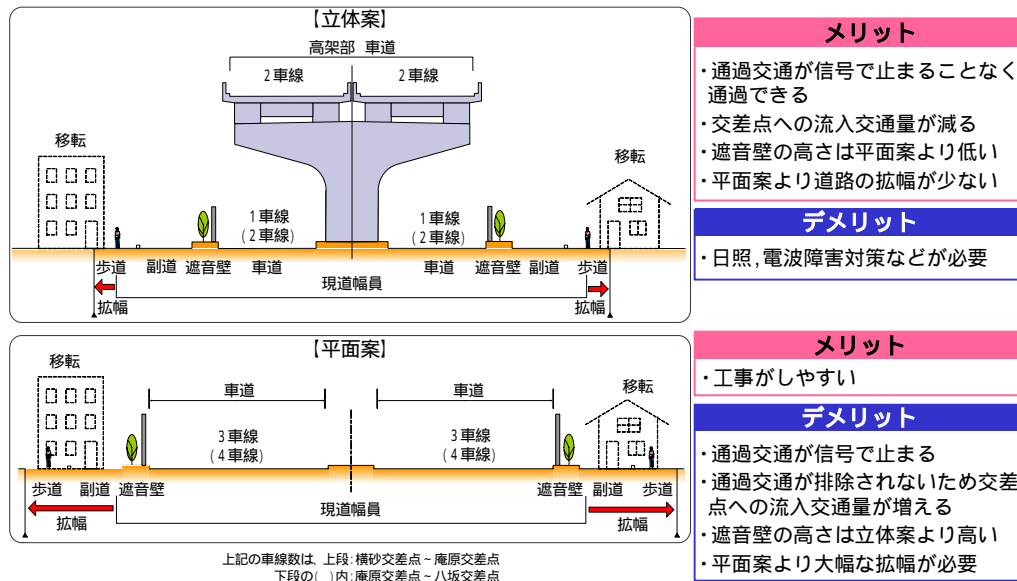 【立体案】
高架部 車道
2車線
2車線
移転
移転
1車線
(2車線)
1車線
(2車線)
歩道 副道 遮音壁 車道 車道 遮音壁 副道 歩道
現道幅員
拡幅
拡幅
メリット
・通過交通が信号で止まることなく
通過できる
・交差点への流入交通量が減る
・遮音壁の高さは平面案より低い
・平面案より道路の拡幅が少ない
デメリット
・日照,電波障害対策などが必要
【平面案】
移転
移転
車道
車道
3車線
(4車線)
3車線
(4車線)
歩道 副道 遮音壁 遮音壁 副道 歩道
現道幅員
拡幅
拡幅
上記の車線数は、上段:横砂交差点~庵原交差点
下段の( )内:庵原交差点~八坂交差点
メリット
・工事がしやすい
デメリット
・通過交通が信号で止まる
・通過交通が排除されないため交差
点への流入交通量が増える
・遮音壁の高さは立体案より高い
・平面案より大幅な拡幅が必要